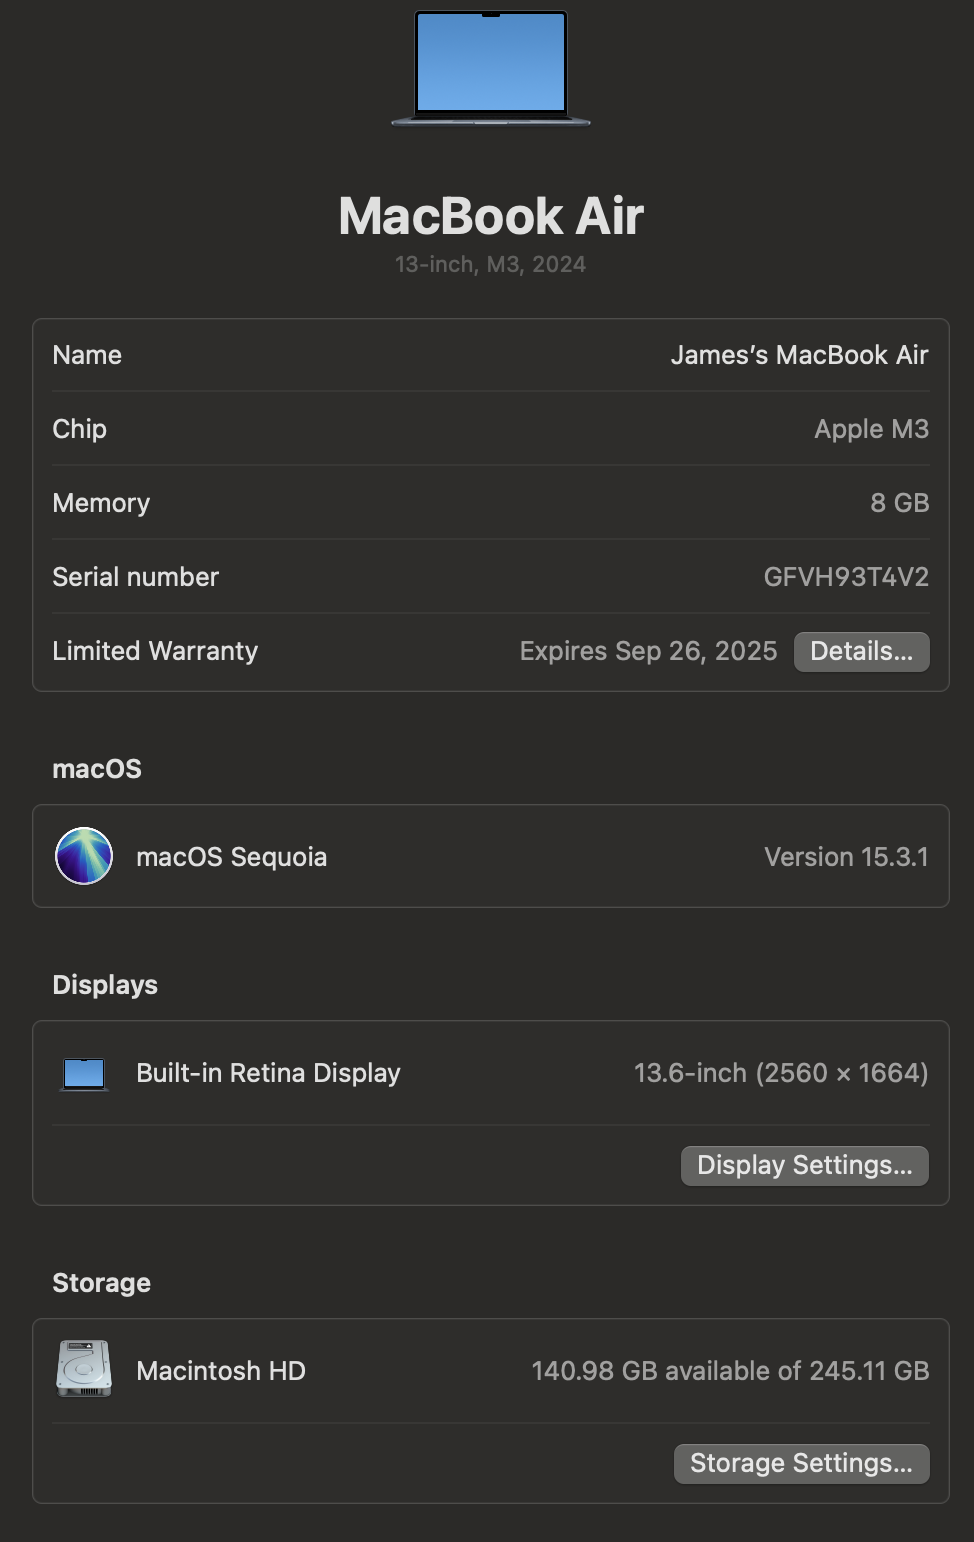 MacBook Air
13-inch, M3, 2024
Name James’s MacBook Air
Chip Apple M3
Memory 8 GB
Serial number GFVH93T4V2
Limited Warranty Expires Sep 26, 2025 Details...
macOS
macOS Sequoia Version 15.3.1
Displays
Built-in Retina Display 13.6-inch (2560 × 1664)
Display Settings...
Storage
Macintosh HD 140.98 GB available of 245.11 GB
Storage Settings...